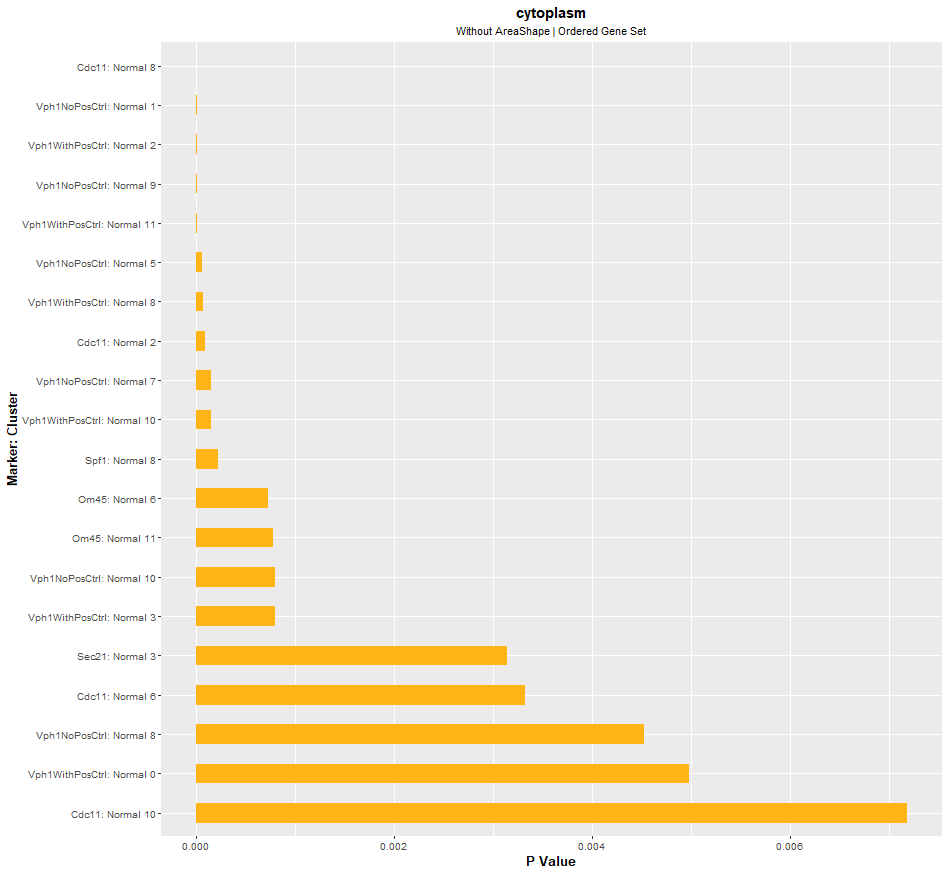 cytoplasm
Without AreaShape | Ordered Gene Set
Cdc11: Normal 8
Vph1NoPosCtrl: Normal 1
Vph1WithPosCtrl: Normal 2
Vph1NoPosCtrl: Normal 9
Vph1WithPosCtrl: Normal 11
Vph1NoPosCtrl: Normal 5
Vph1WithPosCtrl: Normal 8
Cdc11: Normal 2
Vph1NoPosCtrl: Normal 7
Vph1WithPosCtrl: Normal 10
Spf1: Normal 8
Om45: Normal 6
Om45: Normal 11
Vph1NoPosCtrl: Normal 10
Vph1WithPosCtrl: Normal 3
Sec21: Normal 3
Cdc11: Normal 6
Vph1NoPosCtrl: Normal 8
Vph1WithPosCtrl: Normal 0
Cdc11: Normal 10
Marker: Cluster
0.000 0.002 0.004 0.006
P Value